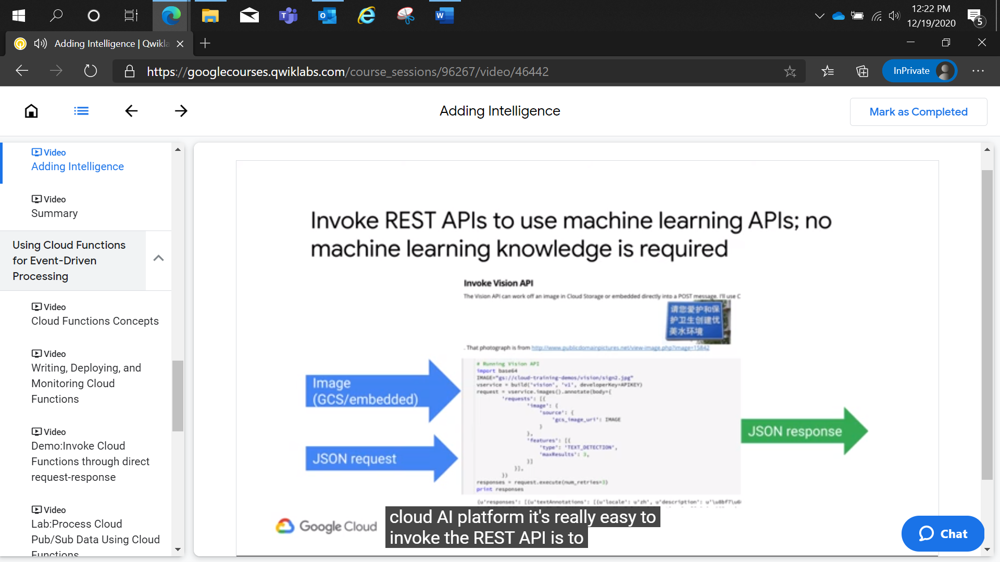 12:22 PM
12/19/2020
5
Adding Intelligence | Qwikla
https://googlecourses.qwiklabs.com/course_sessions/96267/video/46442
InPrivate
Adding Intelligence
Mark as Completed
Video
Adding Intelligence
Video
Summary
Using Cloud Functions
for Event-Driven
Processing
Video
Cloud Functions Concepts
Video
Writing, Deploying, and
Monitoring Cloud
Functions
Video
Demo:Invoke Cloud
Functions through direct
request-response
Video
Lab:Process Cloud
Pub/Sub Data Using Cloud
Functions
Invoke REST APIs to use machine learning APIs; no
machine learning knowledge is required
Invoke Vision API
The Vision API can work off an image in Cloud Storage or embedded directly into a POST message. I'll use C
请您爱护和保
护卫生创建优
美水环境
. That photograph is from http://www.publicdomainpictures.net/view-image.php?image=15842
# Running Vision API
import base64
IMAGE="gs://cloud-training-demos/vision/sign2.jpg"
vservice = build('vision', 'v1', developerKey=APIKEY)
request = vservice.images().annotate(body={
'requests': [{
'image': {
'source': {
'gcs_image_uri': IMAGE
}
},
'features': [{
'type': 'TEXT_DETECTION',
'maxResults': 3,
}]
}],
})
responses = request.execute(num_retries=3)
print responses
{u'responses': [{u'textAnnotations': [{u'locale': u'zh', u'description': u'\u8bf7\u6
Image
(GCS/embedded)
JSON request
JSON response
Google Cloud
cloud AI platform it's really easy to
invoke the REST API is to
Chat